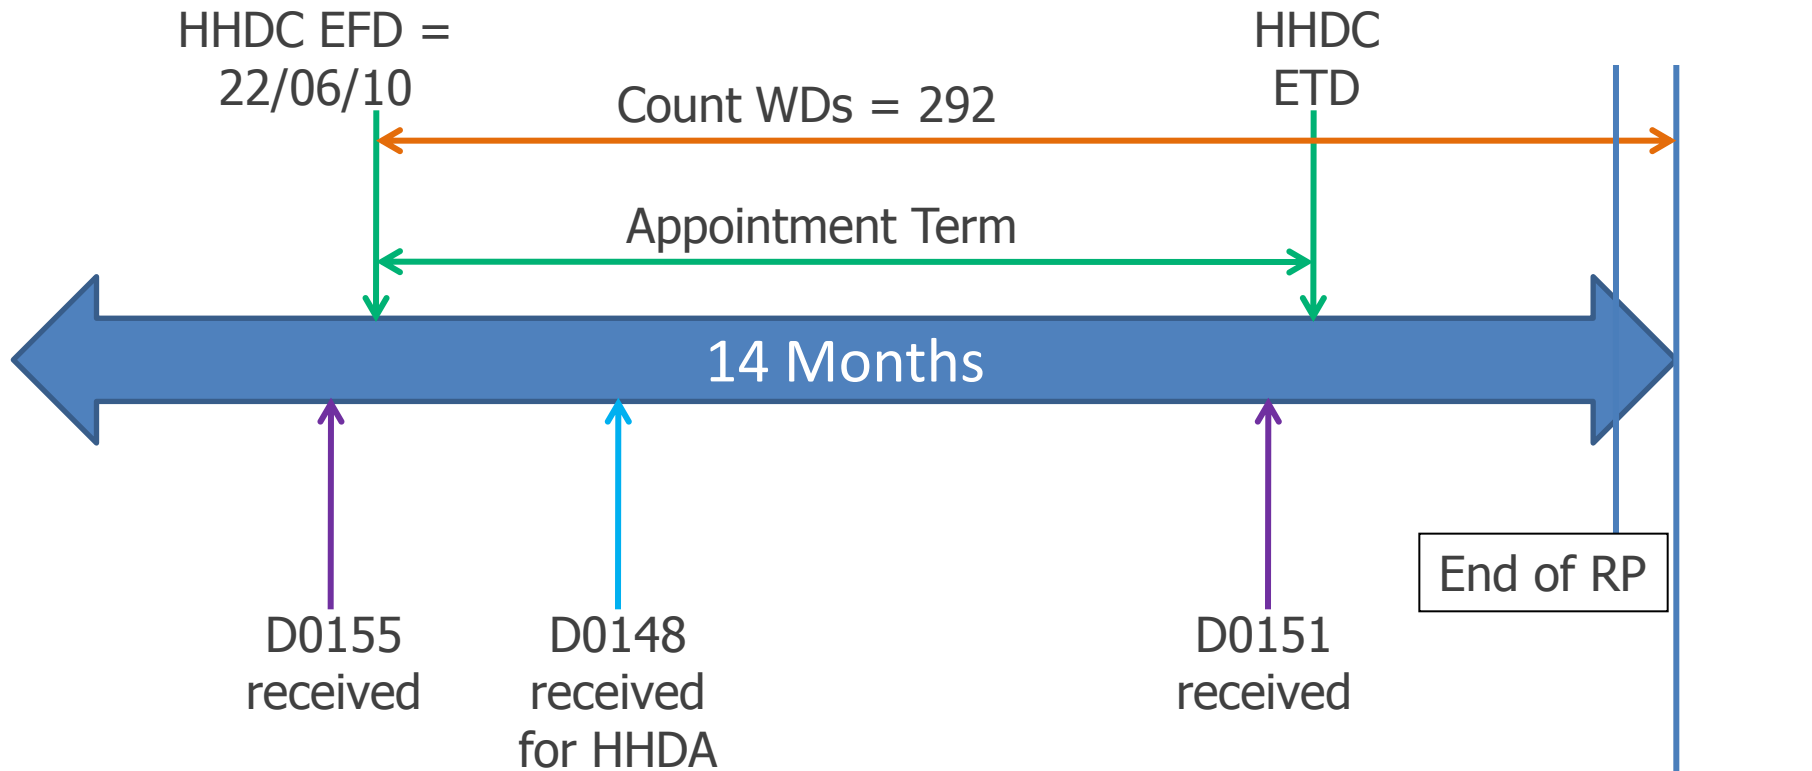 HHDC EFD =
22/06/10
HHDC
ETD
Count WDs = 292
Appointment Term
14 Months
End of RP
D0155
received
D0148
received
for HHDA
D0151
received